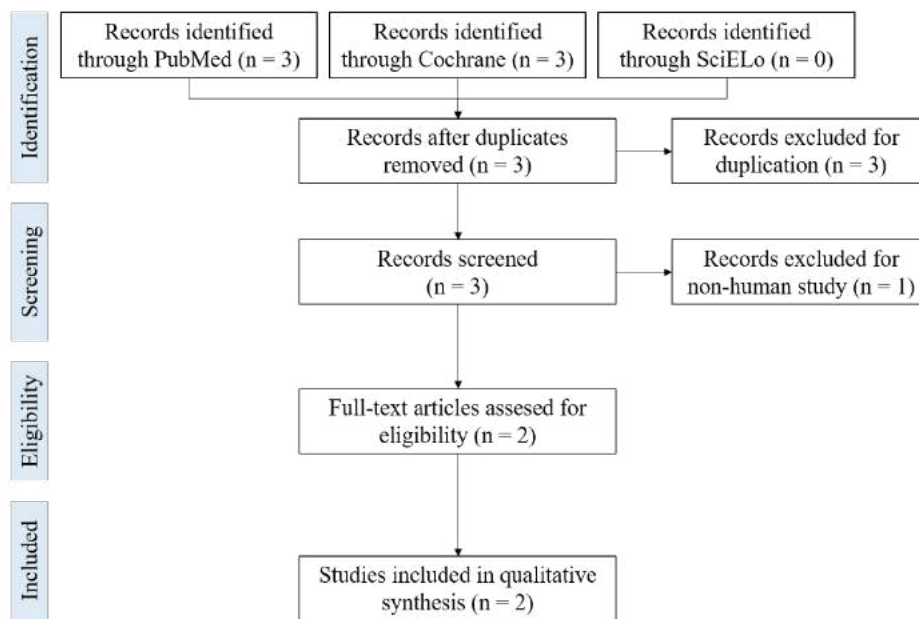 Identification
Records identified
through PubMed (n = 3)
Records identified
through Cochrane (n = 3)
Records identified
through SciELo (n = 0)
Records after duplicates
removed (n = 3)
Records excluded for
duplication (n = 3)
Screening
Records screened
(n = 3)
Records excluded for
non-human study (n = 1)
Eligibility
Full-text articles assesed for
eligibility (n = 2)
Included
Studies included in qualitative
synthesis (n = 2)